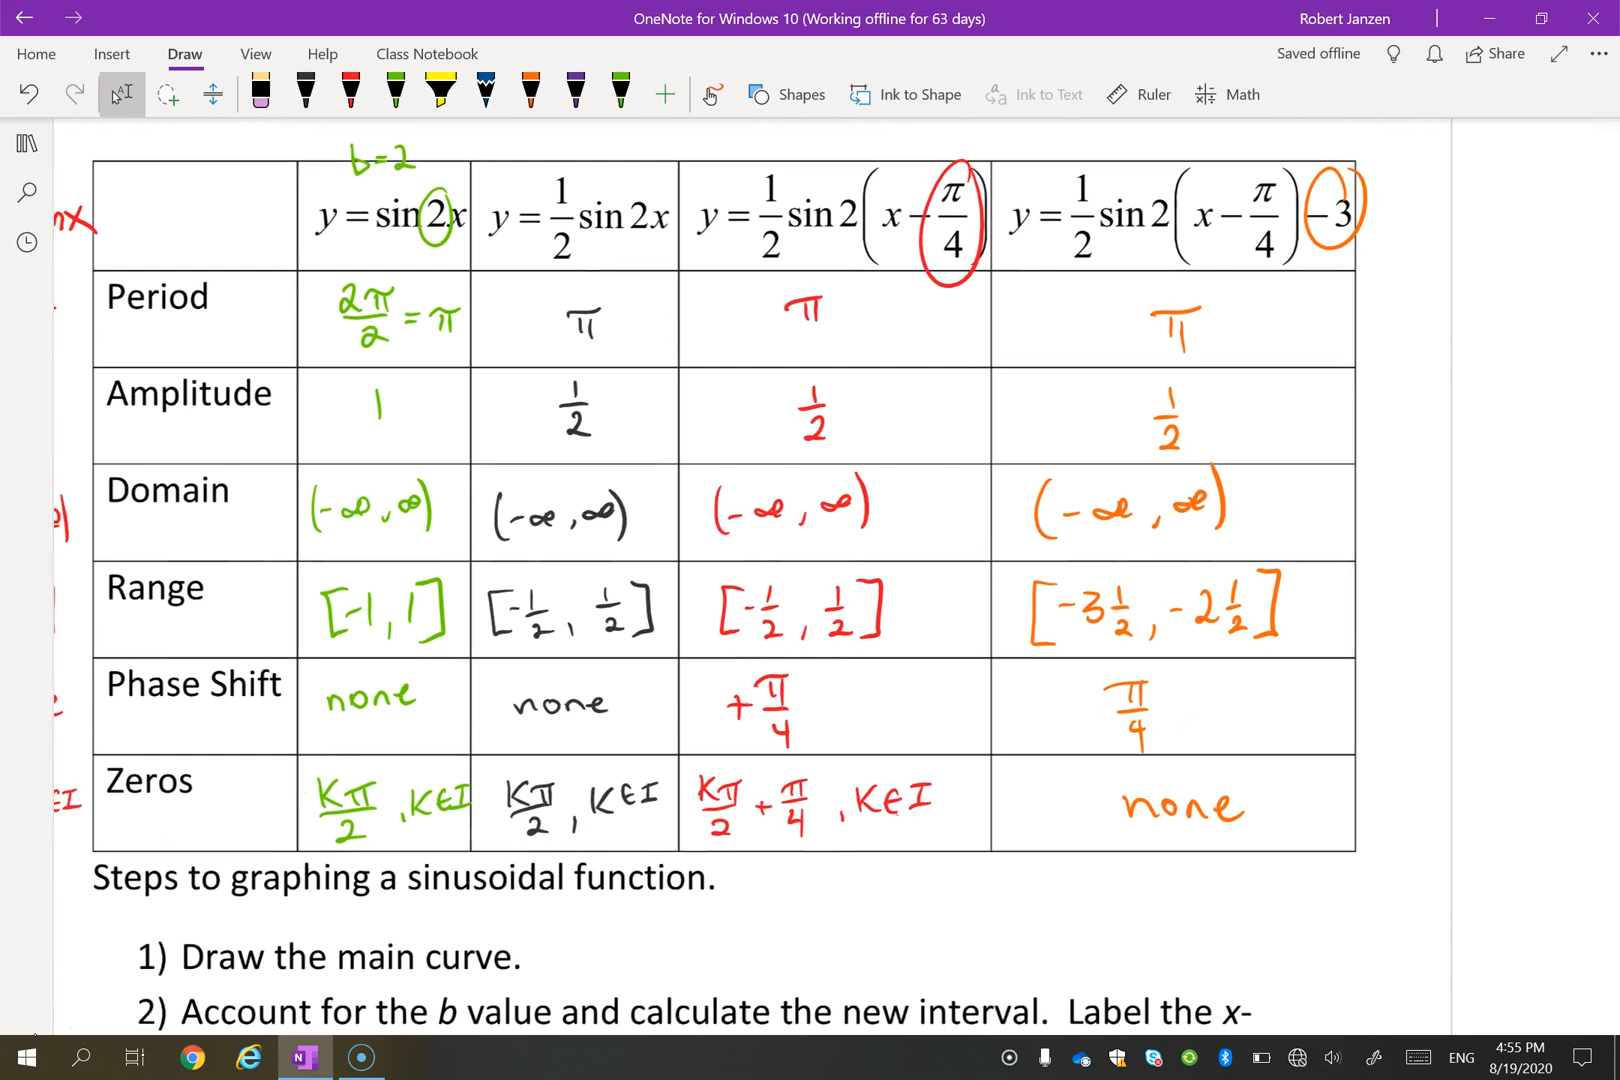 OneNote for Windows 10 (Working offline for 63 days)
Robert Janzen
Home Insert Draw View Help Class Notebook
Saved offline Share
Shapes Ink to Shape Ink to Text Ruler Math
b=2
nx
y = sin 2x
y = 1/2 sin 2x
y = 1/2 sin 2(x − π/4)
y = 1/2 sin 2(x − π/4) − 3
Period 2π/2 = π π π π
Amplitude 1 1/2 1/2 1/2
Domain (-∞,∞) (-∞,∞) (-∞,∞) (-∞,∞)
Range [-1,1] [-1/2, 1/2] [-1/2, 1/2] [-3 1/2, -2 1/2]
Phase Shift none none +π/4 π/4
Zeros Kπ/2, K∈I Kπ/2, K∈I Kπ/2 + π/4, K∈I none
∈I
Steps to graphing a sinusoidal function.
1) Draw the main curve.
2) Account for the b value and calculate the new interval. Label the x-
ENG
4:55 PM
8/19/2020